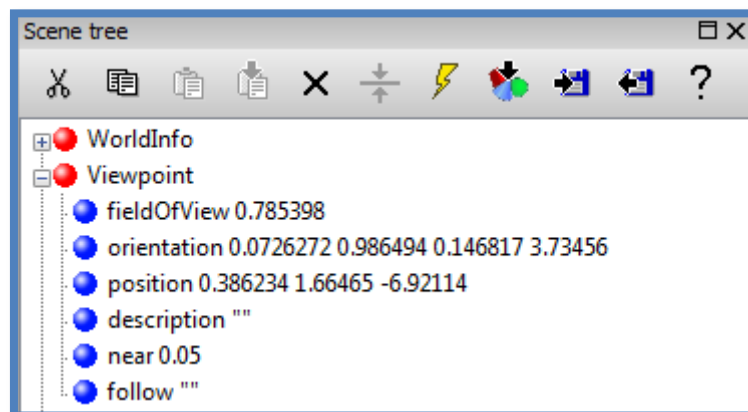 Scene tree
?
WorldInfo
Viewpoint
fieldOfView 0.785398
orientation 0.0726272 0.986494 0.146817 3.73456
position 0.386234 1.66465 -6.92114
description ""
near 0.05
follow ""